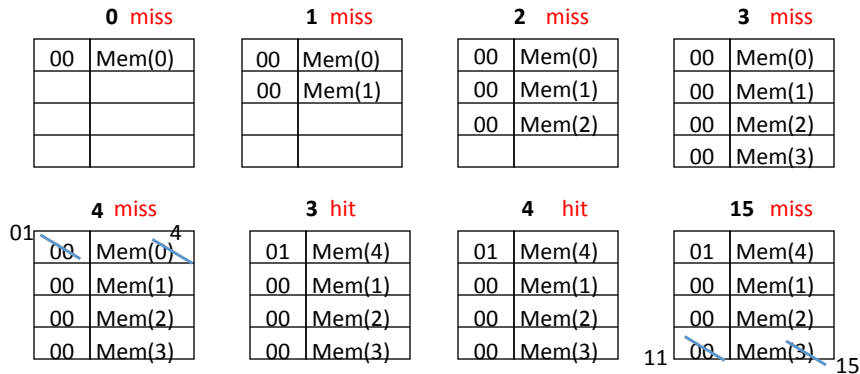 0 miss 1 miss 2 miss 3 miss
00 Mem(0) 00 Mem(0) 00 Mem(0) 00 Mem(0)
00 Mem(1) 00 Mem(1) 00 Mem(1)
00 Mem(2) 00 Mem(2)
00 Mem(3)
4 miss 3 hit 4 hit 15 miss
01 4
00 Mem(0) 01 Mem(4) 01 Mem(4) 01 Mem(4)
00 Mem(1) 00 Mem(1) 00 Mem(1) 00 Mem(1)
00 Mem(2) 00 Mem(2) 00 Mem(2) 00 Mem(2)
00 Mem(3) 00 Mem(3) 00 Mem(3) 00 Mem(3)
11 15